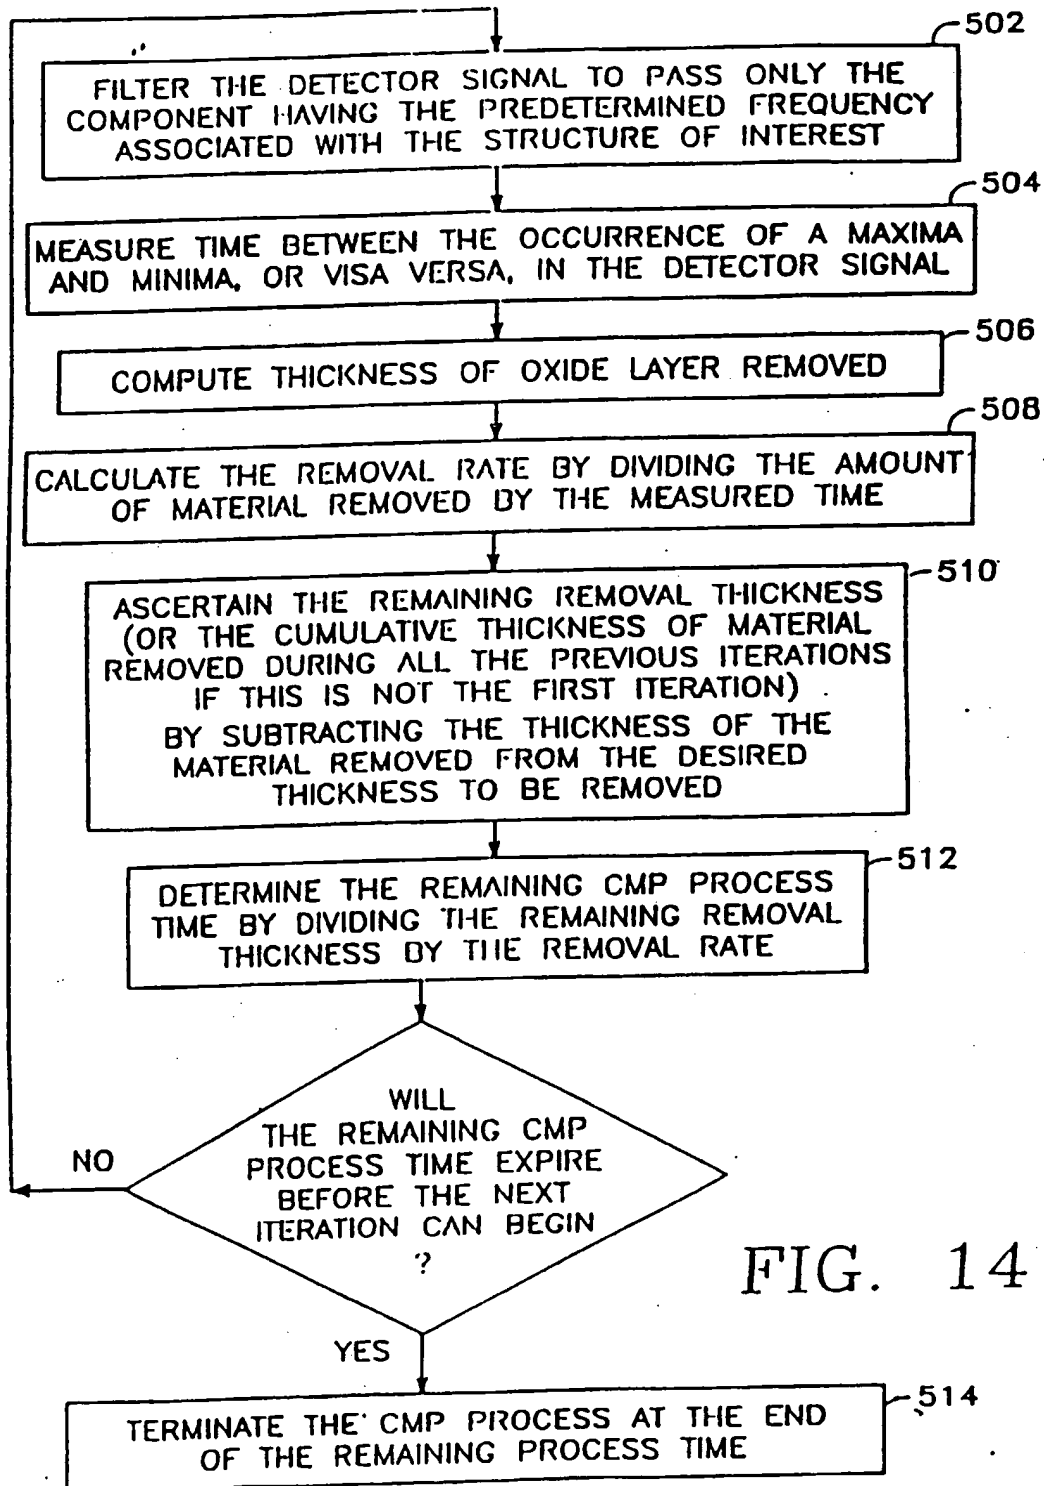 502
FILTER THE DETECTOR SIGNAL TO PASS ONLY THE
COMPONENT HAVING THE PREDETERMINED FREQUENCY
ASSOCIATED WITH THE STRUCTURE OF INTEREST
504
MEASURE TIME BETWEEN THE OCCURRENCE OF A MAXIMA
AND MINIMA, OR VISA VERSA, IN THE DETECTOR SIGNAL
506
COMPUTE THICKNESS OF OXIDE LAYER REMOVED
508
CALCULATE THE REMOVAL RATE BY DIVIDING THE AMOUNT
OF MATERIAL REMOVED BY THE MEASURED TIME
510
ASCERTAIN THE REMAINING REMOVAL THICKNESS
(OR THE CUMULATIVE THICKNESS OF MATERIAL
REMOVED DURING ALL THE PREVIOUS ITERATIONS
IF THIS IS NOT THE FIRST ITERATION)
BY SUBTRACTING THE THICKNESS OF THE
MATERIAL REMOVED FROM THE DESIRED
THICKNESS TO BE REMOVED
512
DETERMINE THE REMAINING CMP PROCESS
TIME BY DIVIDING THE REMAINING REMOVAL
THICKNESS BY THE REMOVAL RATE
WILL
THE REMAINING CMP
PROCESS TIME EXPIRE
BEFORE THE NEXT
ITERATION CAN BEGIN
?
NO
FIG. 14
YES
514
TERMINATE THE CMP PROCESS AT THE END
OF THE REMAINING PROCESS TIME